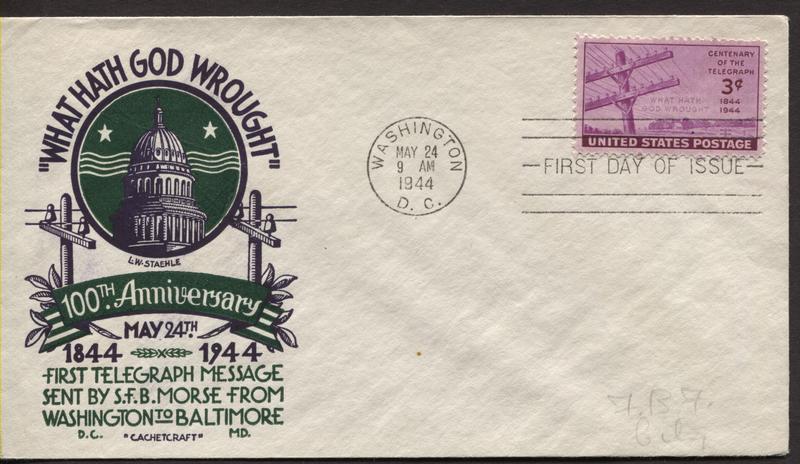 "WHAT HATH GOD WROUGHT"
L.W. STAEHLE
100TH Anniversary
MAY 24TH
1844 1944
FIRST TELEGRAPH MESSAGE
SENT BY S.F.B. MORSE FROM
WASHINGTON TO BALTIMORE
D.C. "CACHETCRAFT" MD.
WASHINGTON
MAY 24
9 AM
1944
D. C.
CENTENARY
OF THE
TELEGRAPH
3¢
WHAT HATH
GOD WROUGHT
1844
1944
UNITED STATES POSTAGE
FIRST DAY OF ISSUE